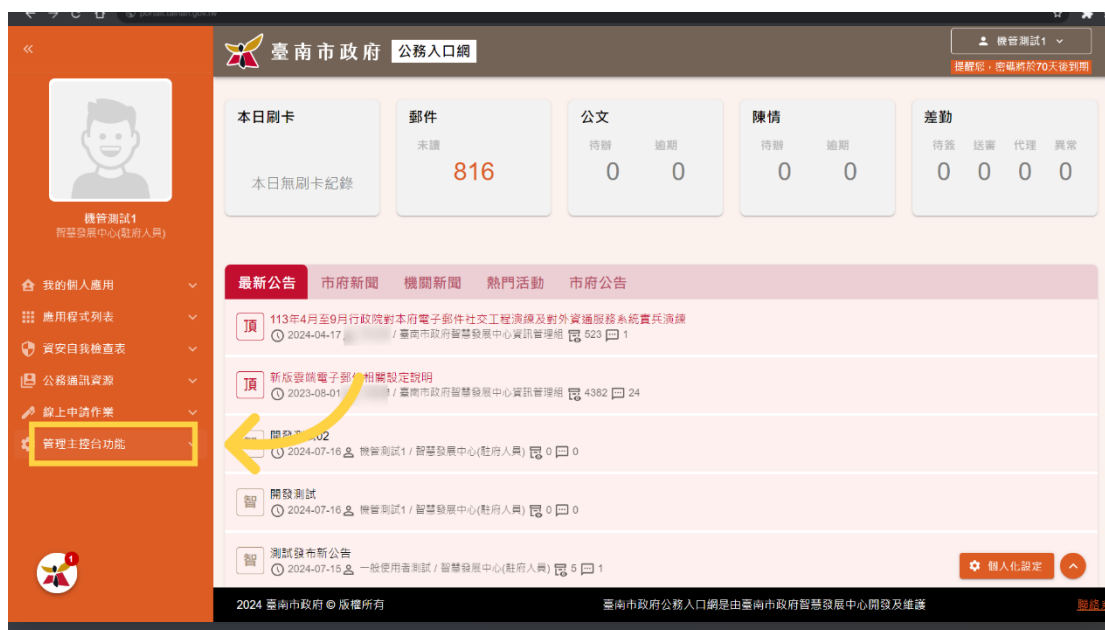 portal.tainan.gov.tw
臺南市政府 公務入口網
機管測試1
提醒您，密碼將於70天後到期
機管測試1
智慧發展中心(駐府人員)
我的個人應用
應用程式列表
資安自我檢查表
公務通訊資源
線上申請作業
管理主控台功能
1
本日刷卡
本日無刷卡紀錄
郵件
未讀
816
公文
待辦 逾期
0 0
陳情
待辦 逾期
0 0
差勤
待簽 送審 代理 異常
0 0 0 0
最新公告 市府新聞 機關新聞 熱門活動 市府公告
頂 113年4月至9月行政院對本府電子郵件社交工程演練及對外資通服務系統實兵演練
2024-04-17 / 臺南市政府智慧發展中心資訊管理組 523 1
頂 新版雲端電子郵件相關設定說明
2023-08-01 / 臺南市政府智慧發展中心資訊管理組 4382 24
02
2024-07-16 機管測試1 / 智慧發展中心(駐府人員) 0 0
智 開發測試
2024-07-16 機管測試1 / 智慧發展中心(駐府人員) 0 0
智 測試發布新公告
2024-07-15 一般使用者測試 / 智慧發展中心(駐府人員) 5 1
個人化設定
2024 臺南市政府 © 版權所有
臺南市政府公務入口網是由臺南市政府智慧發展中心開發及維護
聯絡